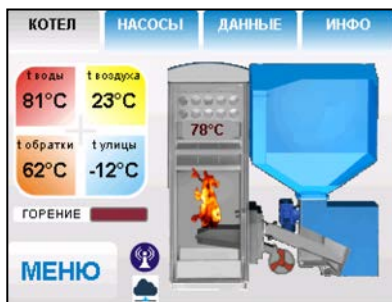 КОТЕЛ НАСОСЫ ДАННЫЕ ИНФО
t воды t воздуха
81°C 23°C
78°C
t обратки t улицы
62°C -12°C
ГОРЕНИЕ
МЕНЮ